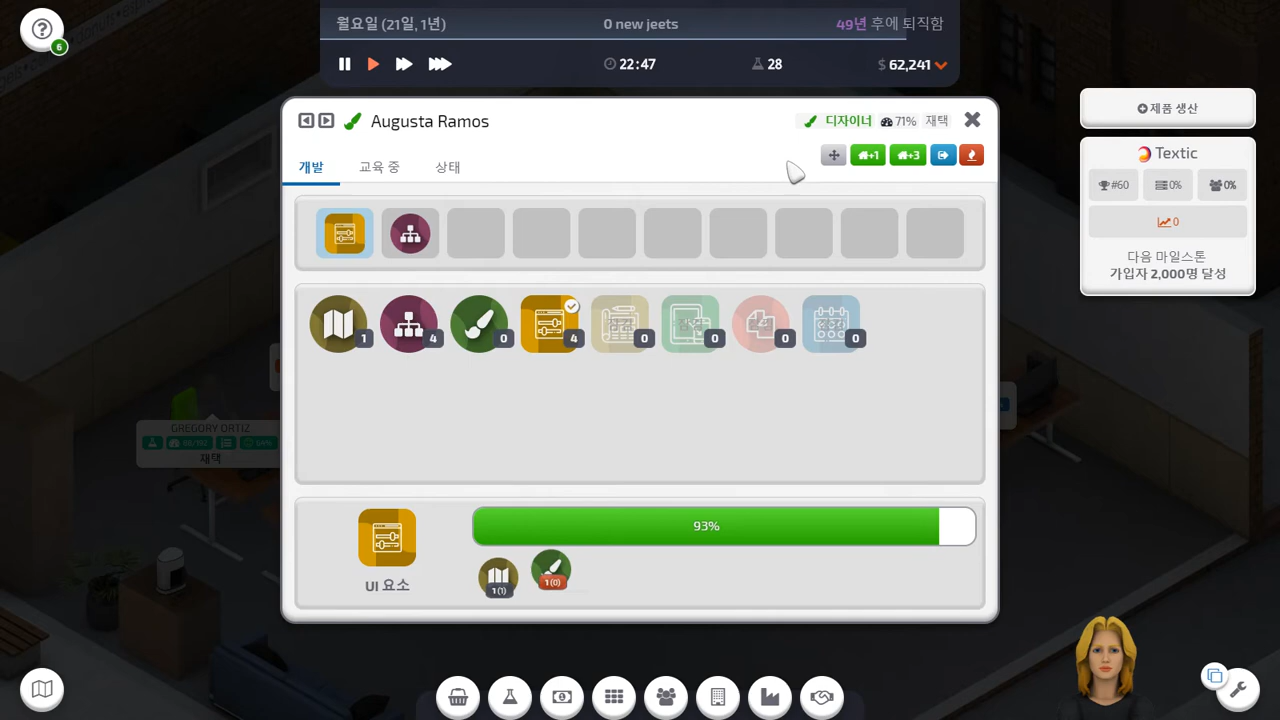 월요일 (21일, 1년)
0 new jeets
49년 후에 퇴직함
22:47
28
$ 62,241
6
Augusta Ramos
디자이너
71%
재택
+1
+3
개발
교육 중
상태
1
4
0
4
0
0
0
0
93%
UI 요소
1(1)
1(0)
제품 생산
Textic
#60
0%
0%
0
다음 마일스톤
가입자 2,000명 달성
GREGORY ORTIZ
재택